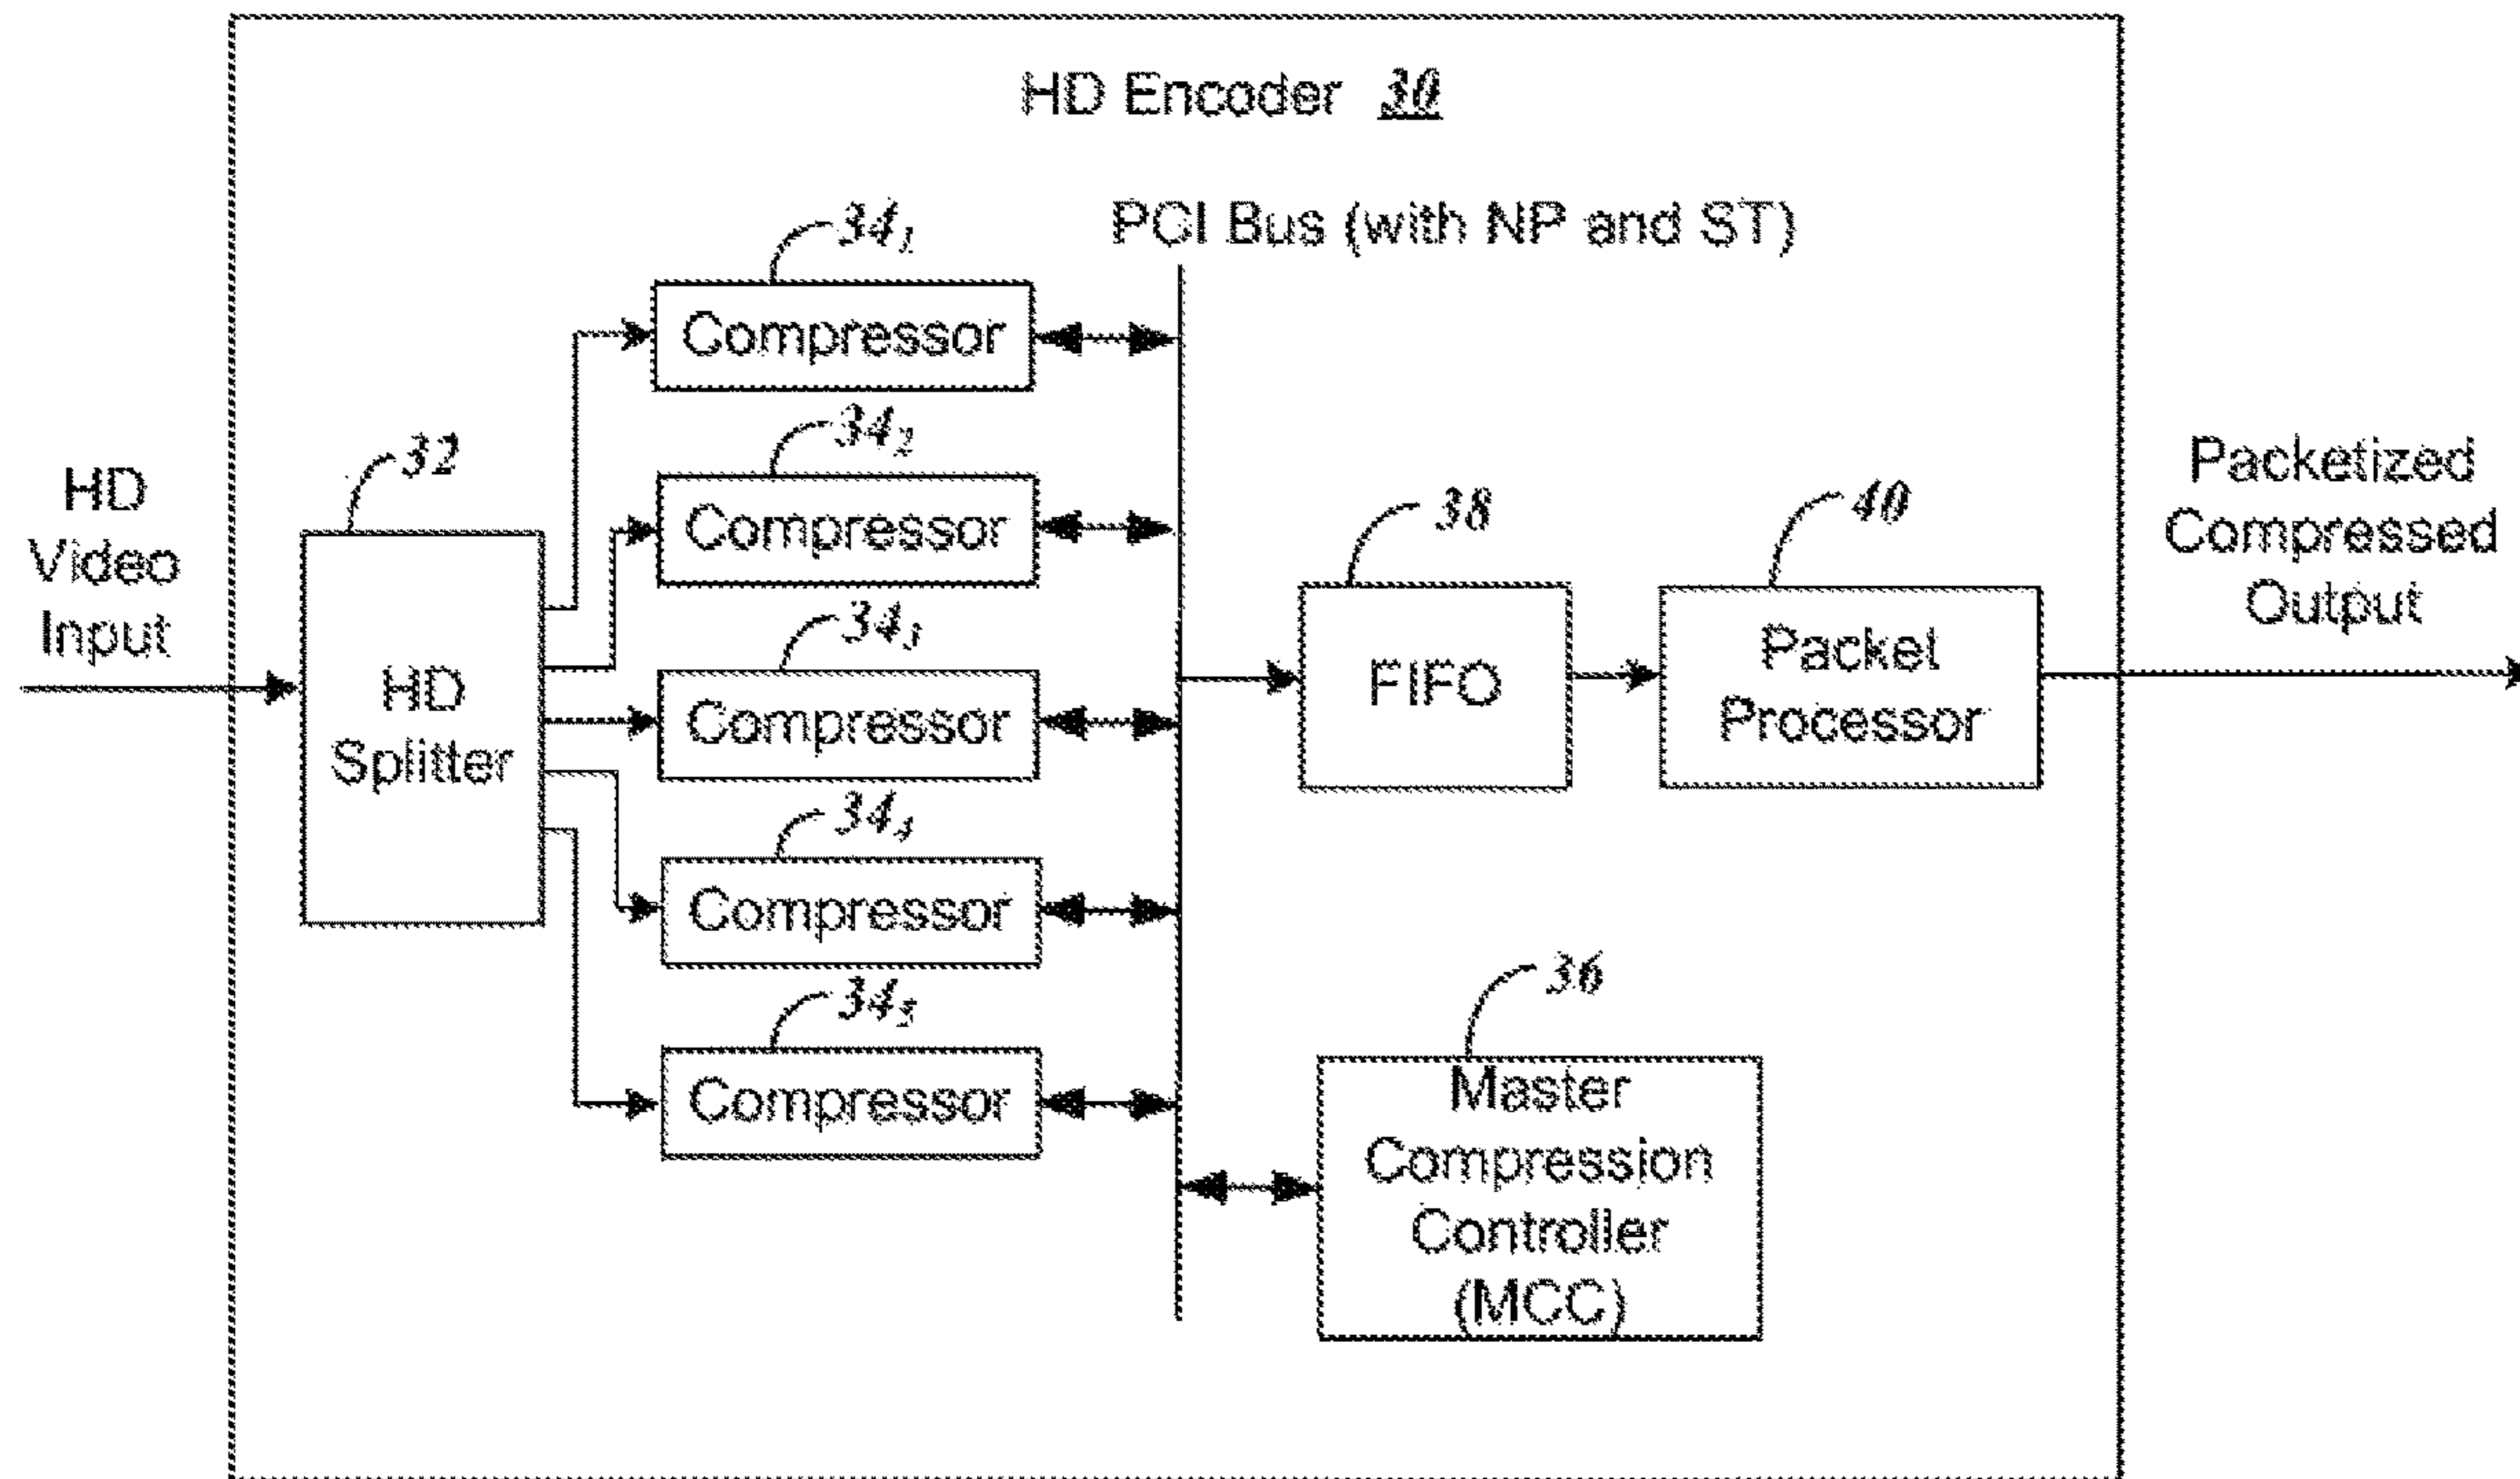 HD Encoder 30
PCI Bus (with NP and ST)
34₁
Compressor
34₂
Compressor
32
HD
Video
Input
HD
Splitter
34₃
Compressor
34₄
Compressor
34₅
Compressor
38
FIFO
40
Packet
Processor
Packetized
Compressed
Output
36
Master
Compression
Controller
(MCC)